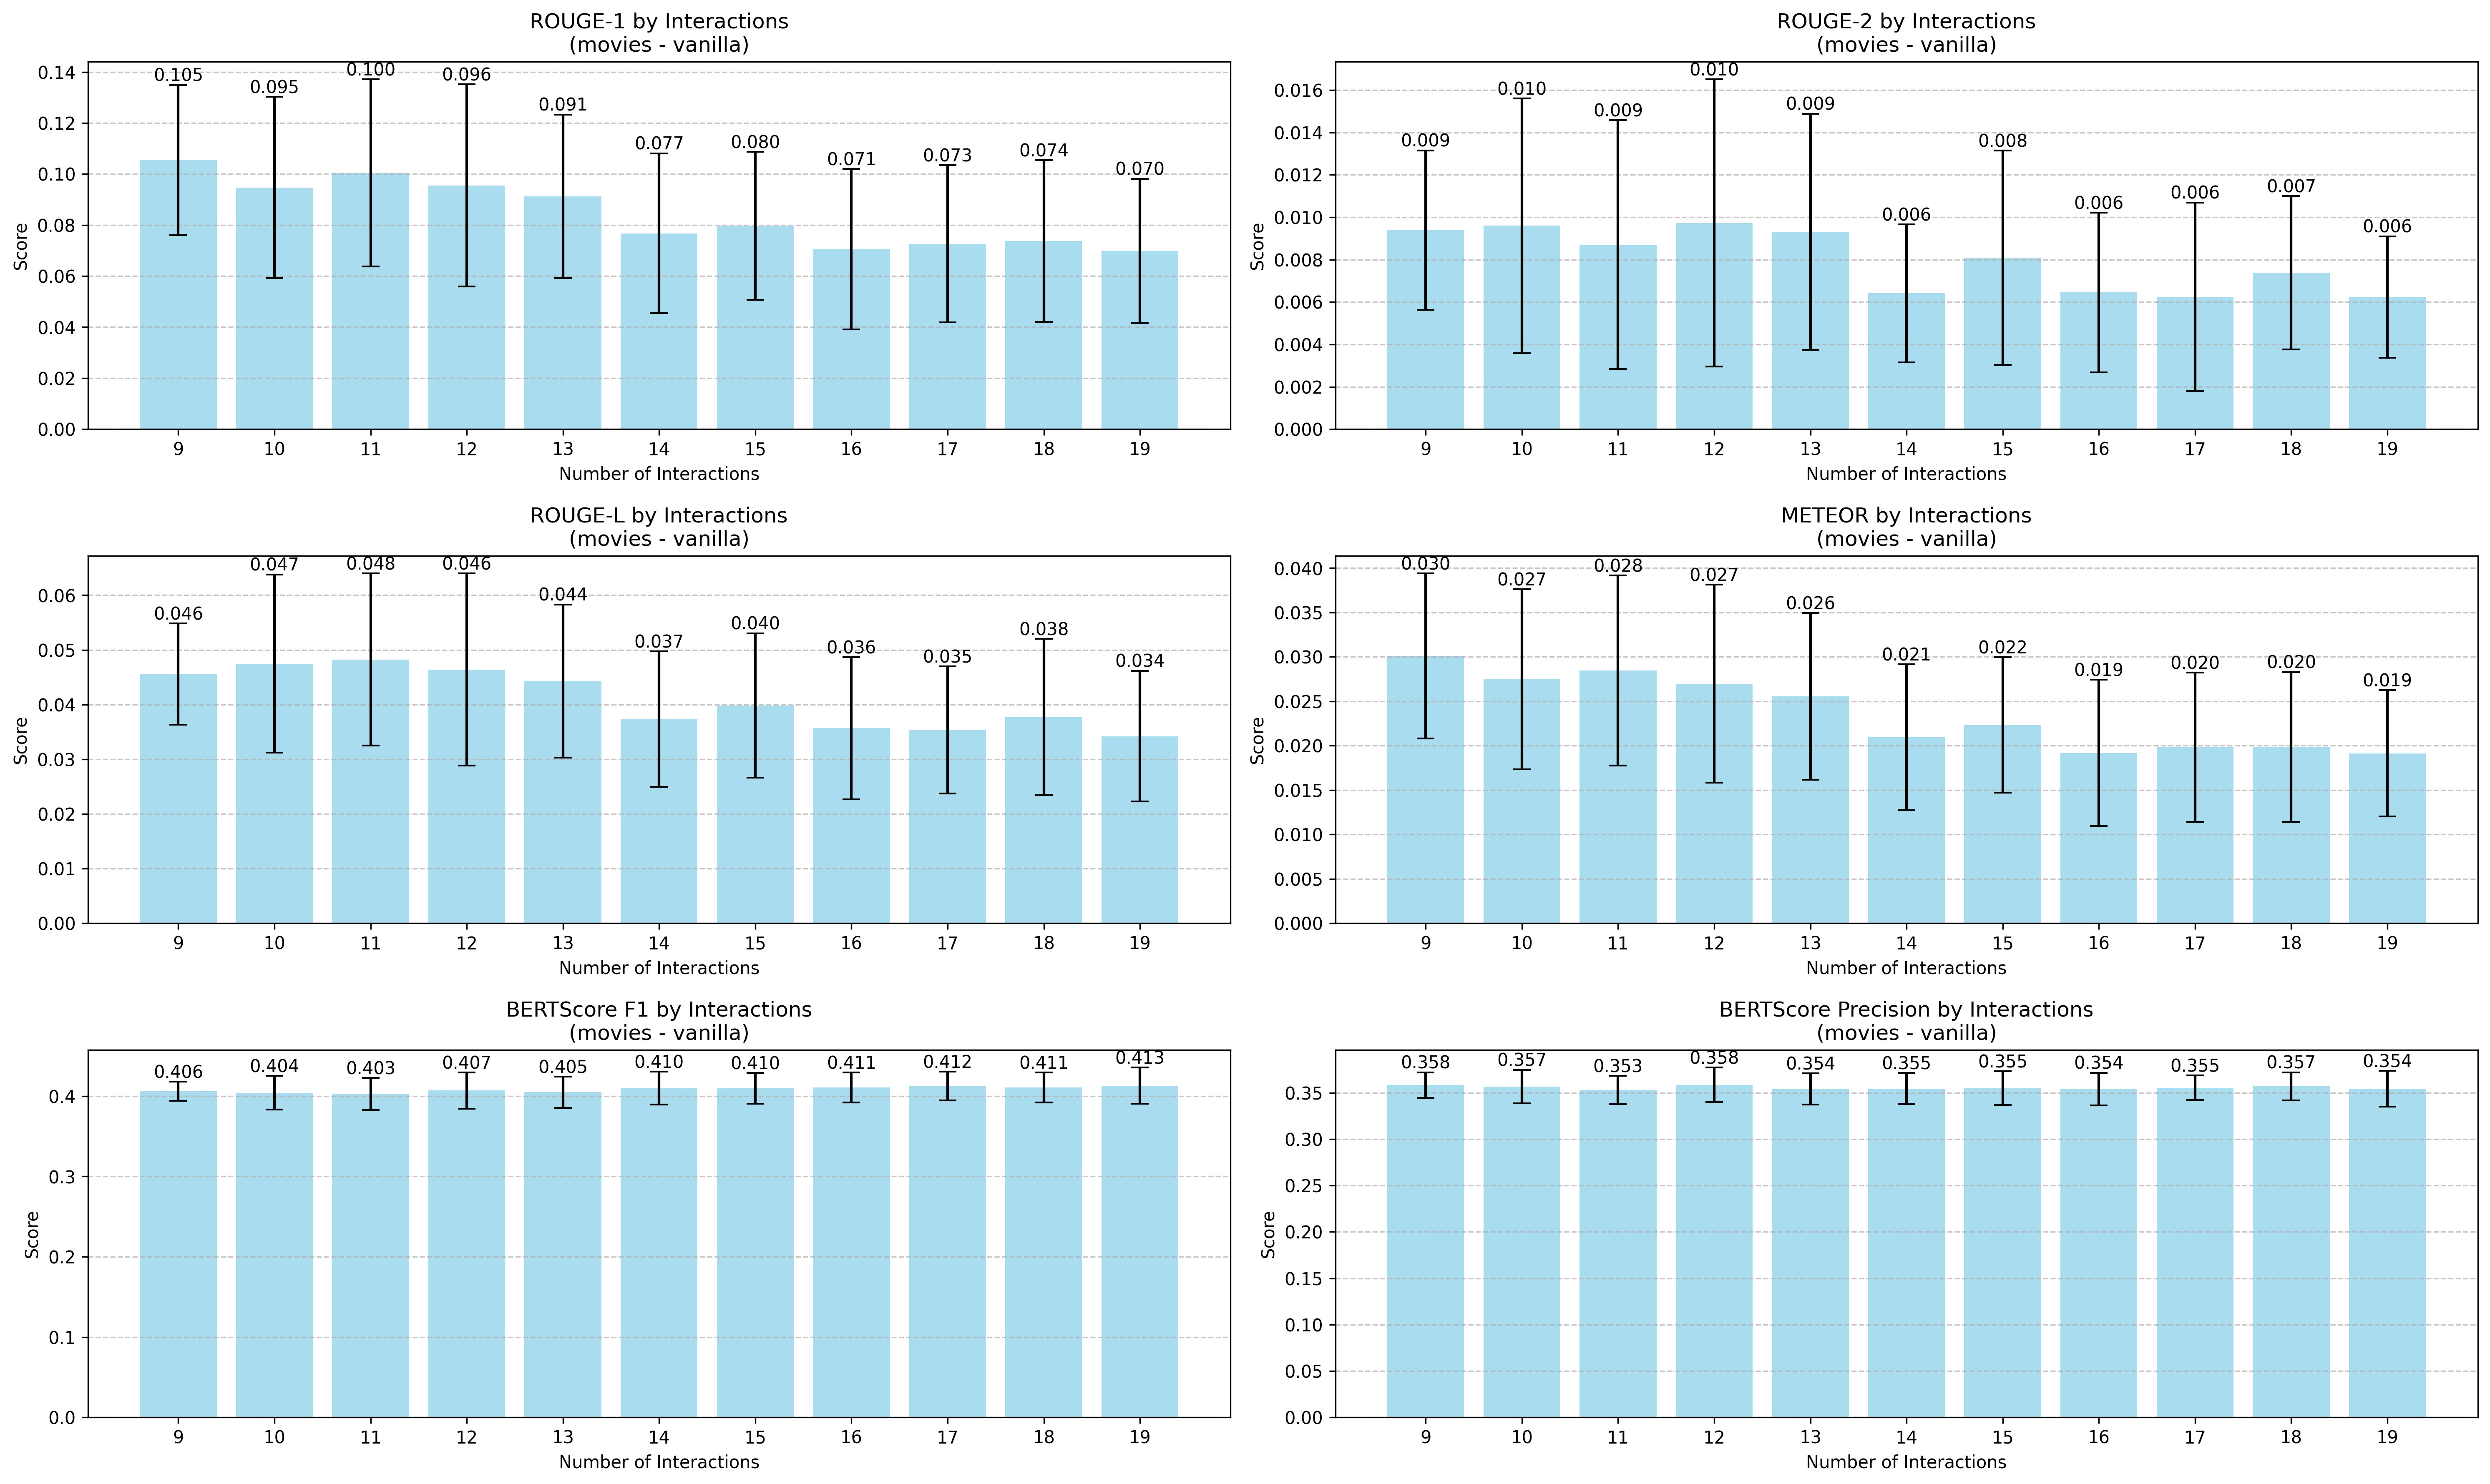 ROUGE-1 by Interactions
(movies - vanilla)
0.14
0.12
0.10
0.08
0.06
0.04
0.02
0.00
Score
0.105 0.095 0.100 0.096 0.091 0.077 0.080 0.071 0.073 0.074 0.070
9 10 11 12 13 14 15 16 17 18 19
Number of Interactions
ROUGE-2 by Interactions
(movies - vanilla)
0.016
0.014
0.012
0.010
0.008
0.006
0.004
0.002
0.000
Score
0.009 0.010 0.009 0.010 0.009 0.006 0.008 0.006 0.006 0.007 0.006
9 10 11 12 13 14 15 16 17 18 19
Number of Interactions
ROUGE-L by Interactions
(movies - vanilla)
0.06
0.05
0.04
0.03
0.02
0.01
0.00
Score
0.046 0.047 0.048 0.046 0.044 0.037 0.040 0.036 0.035 0.038 0.034
9 10 11 12 13 14 15 16 17 18 19
Number of Interactions
METEOR by Interactions
(movies - vanilla)
0.040
0.035
0.030
0.025
0.020
0.015
0.010
0.005
0.000
Score
0.030 0.027 0.028 0.027 0.026 0.021 0.022 0.019 0.020 0.020 0.019
9 10 11 12 13 14 15 16 17 18 19
Number of Interactions
BERTScore F1 by Interactions
(movies - vanilla)
0.4
0.3
0.2
0.1
0.0
Score
0.406 0.404 0.403 0.407 0.405 0.410 0.410 0.411 0.412 0.411 0.413
9 10 11 12 13 14 15 16 17 18 19
Number of Interactions
BERTScore Precision by Interactions
(movies - vanilla)
0.35
0.30
0.25
0.20
0.15
0.10
0.05
0.00
Score
0.358 0.357 0.353 0.358 0.354 0.355 0.355 0.354 0.355 0.357 0.354
9 10 11 12 13 14 15 16 17 18 19
Number of Interactions